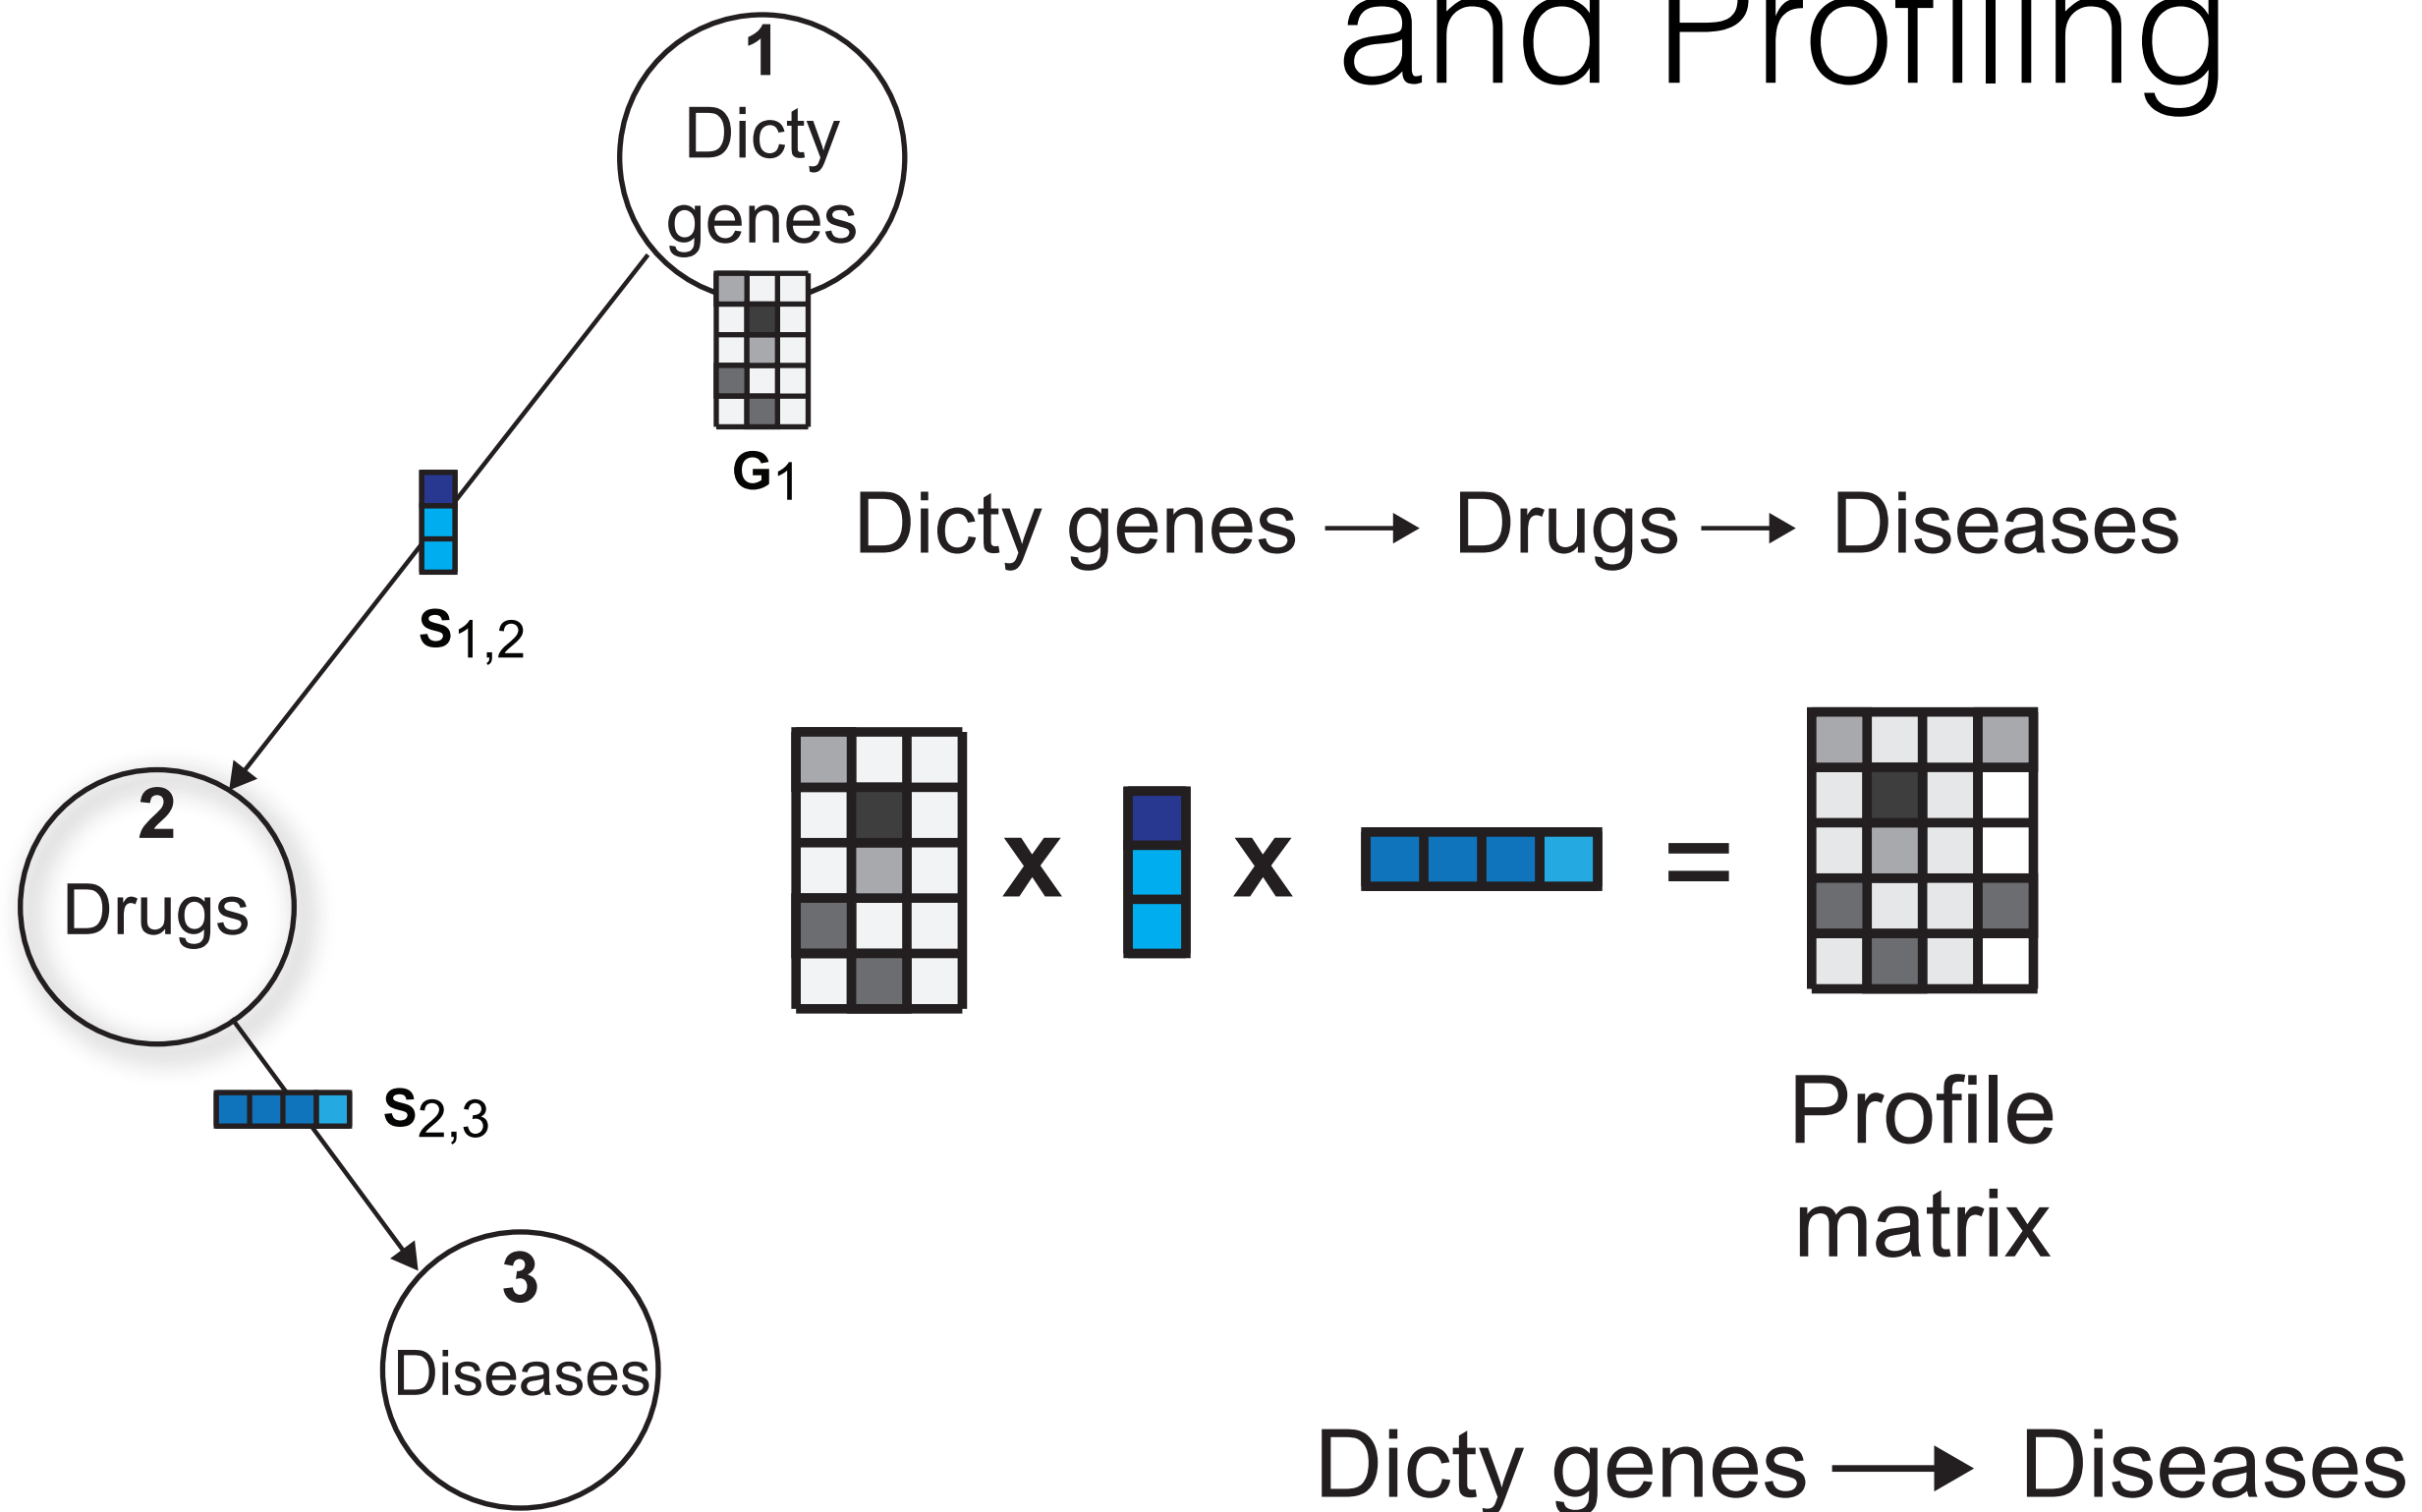 and Profiling
1
Dicty
genes
G1
Dicty genes → Drugs → Diseases
S1,2
2
Drugs
x x =
S2,3
Profile
matrix
3
Diseases
Dicty genes → Diseases